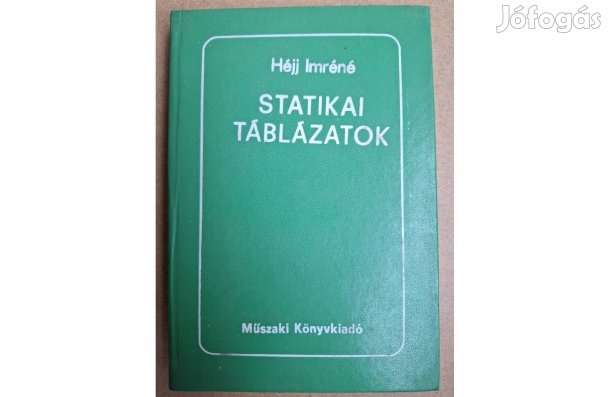 Jófogás
Héjj Imréné
STATIKAI
TÁBLÁZATOK
Műszaki Könyvkiadó